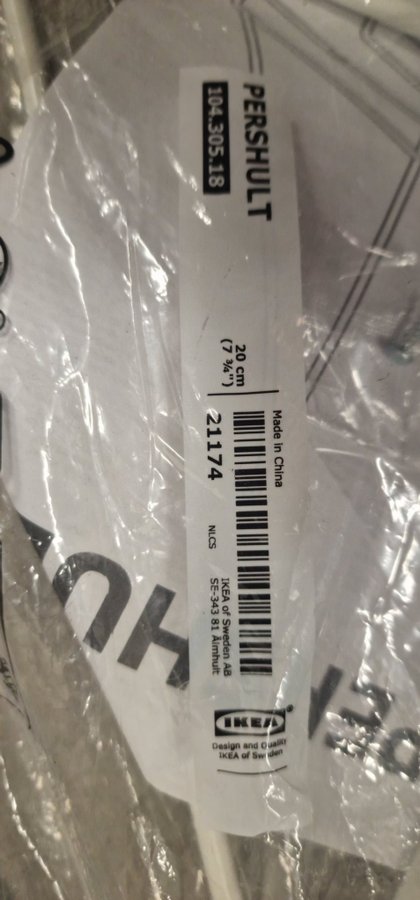 PERSHULT
104.305.18
20 cm
(7 ¾")
Made in China
21174
NLCS
IKEA of Sweden AB
SE-343 81 Älmhult
IKEA®
Design and Quality
IKEA of Sweden